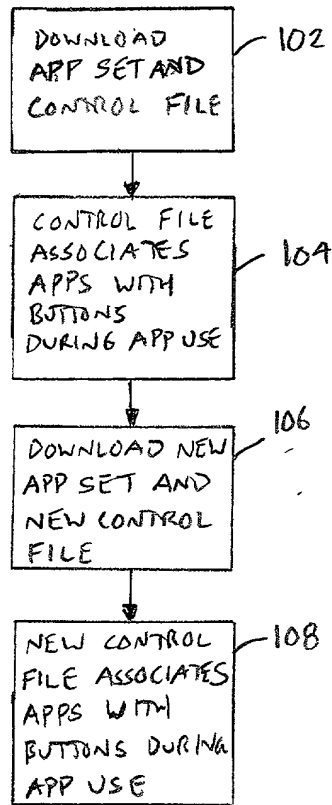 DOWNLOAD
APP SET AND
CONTROL FILE
102
CONTROL FILE
ASSOCIATES
APPS WITH
BUTTONS
DURING APP USE
104
DOWNLOAD NEW
APP SET AND
NEW CONTROL
FILE
106
NEW CONTROL
FILE ASSOCIATES
APPS WITH
BUTTONS DURING
APP USE
108